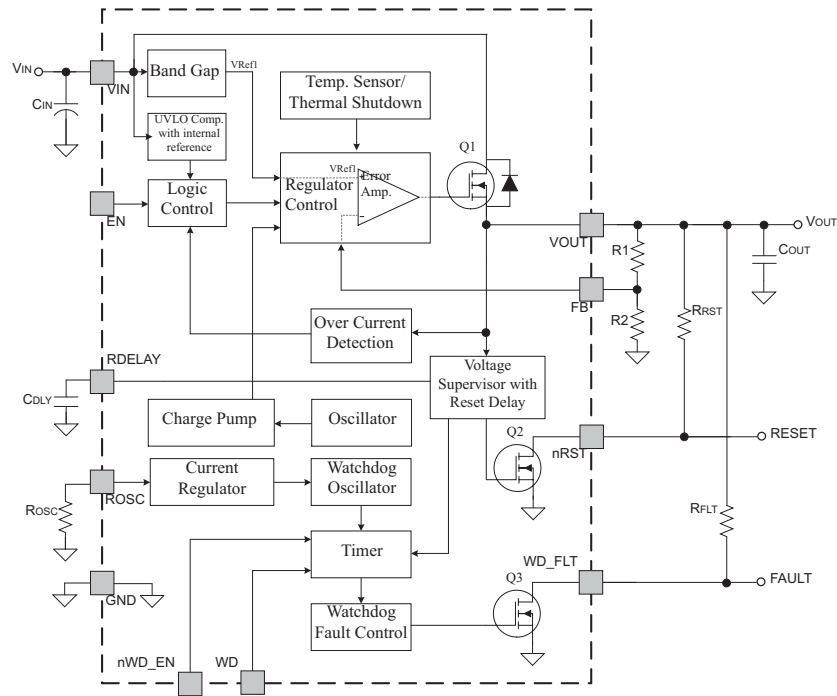 VIN
CIN
VIN
Band Gap
VRef1
UVLO Comp.
with internal
reference
Temp. Sensor/
Thermal Shutdown
EN
Logic
Control
Regulator
Control
VRef1
+
Error
Amp.
-
Q1
VOUT
VOUT
COUT
R1
FB
R2
RRST
Over Current
Detection
RDELAY
CDLY
Voltage
Supervisor with
Reset Delay
Charge Pump
Oscillator
Q2
nRST
RESET
ROSC
ROSC
Current
Regulator
Watchdog
Oscillator
RFLT
Timer
WD_FLT
Q3
FAULT
GND
Watchdog
Fault Control
nWD_EN
WD